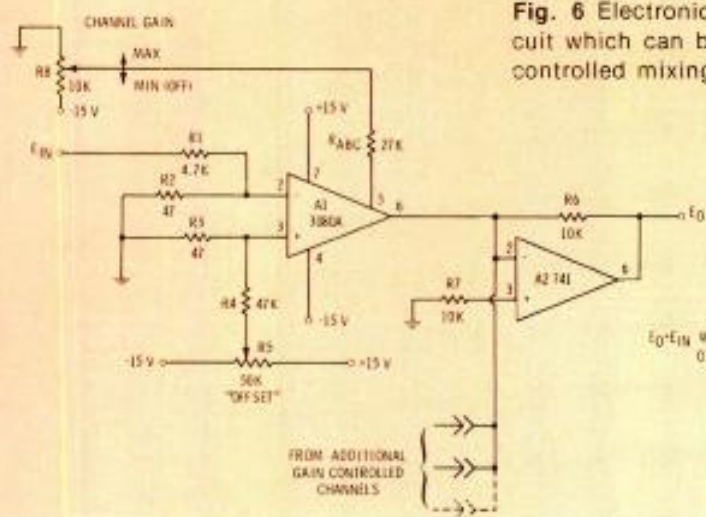 Fig. 6 Electronic
cuit which can b
controlled mixing
CHANNEL GAIN
MAX
MIN (OFF)
R8
10K
-15 V
+15 V
RABC
27K
E IN
R1
4.7K
R2
47
R3
47
2
-
3
+
7
A1
3080A
5
6
4
-15 V
R4
47K
-15 V
R5
+15 V
50K
"OFFSET"
R6
10K
EO
2
-
3
+
A2 741
6
R7
10K
EO=EIN W
FROM ADDITIONAL
GAIN CONTROLLED
CHANNELS